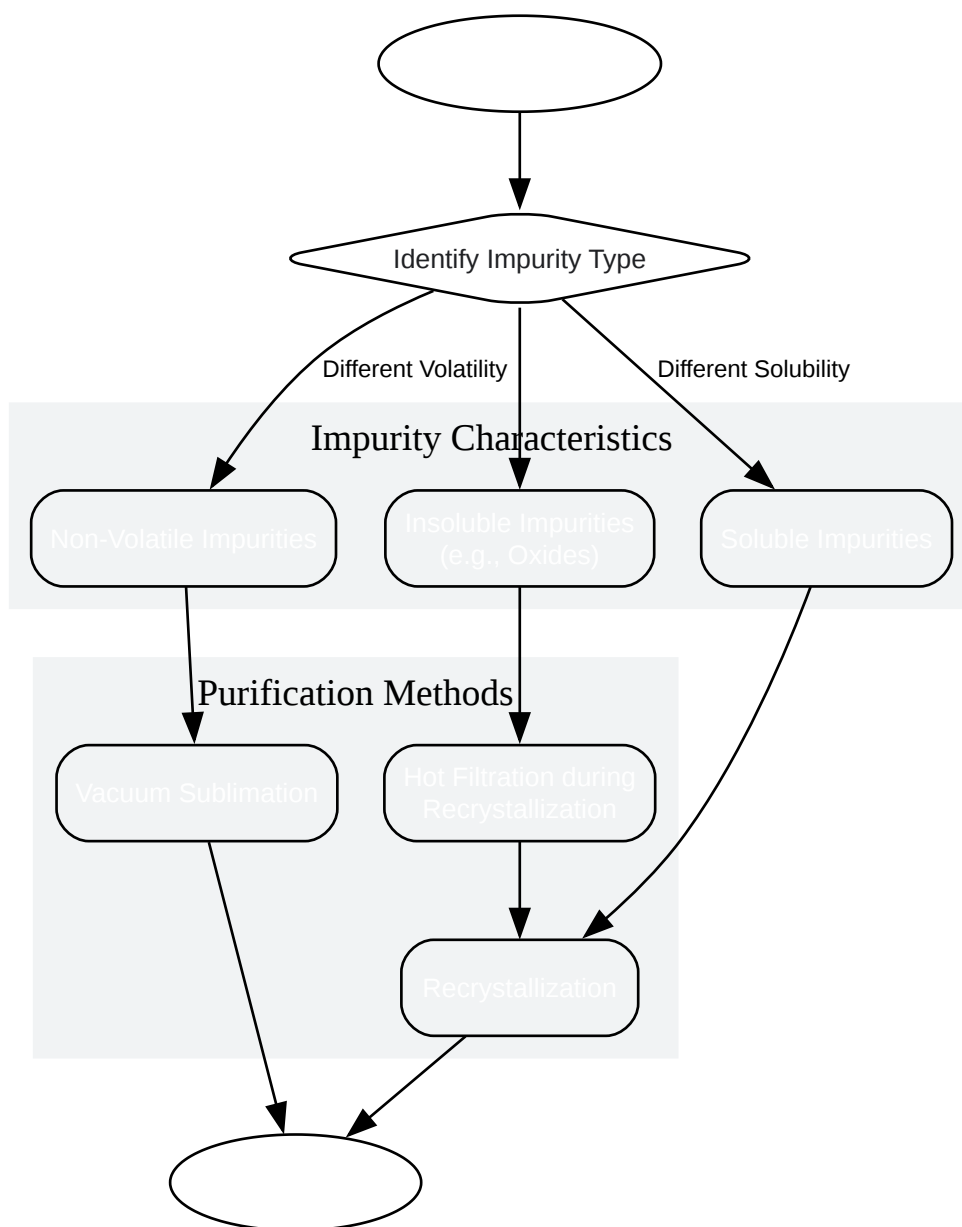 Identify Impurity Type
Different Volatility
Different Solubility
Impurity Characteristics
Non-Volatile Impurities
Insoluble Impurities
(e.g., Oxides)
Soluble Impurities
Purification Methods
Vacuum Sublimation
Hot Filtration during
Recrystallization
Recrystallization